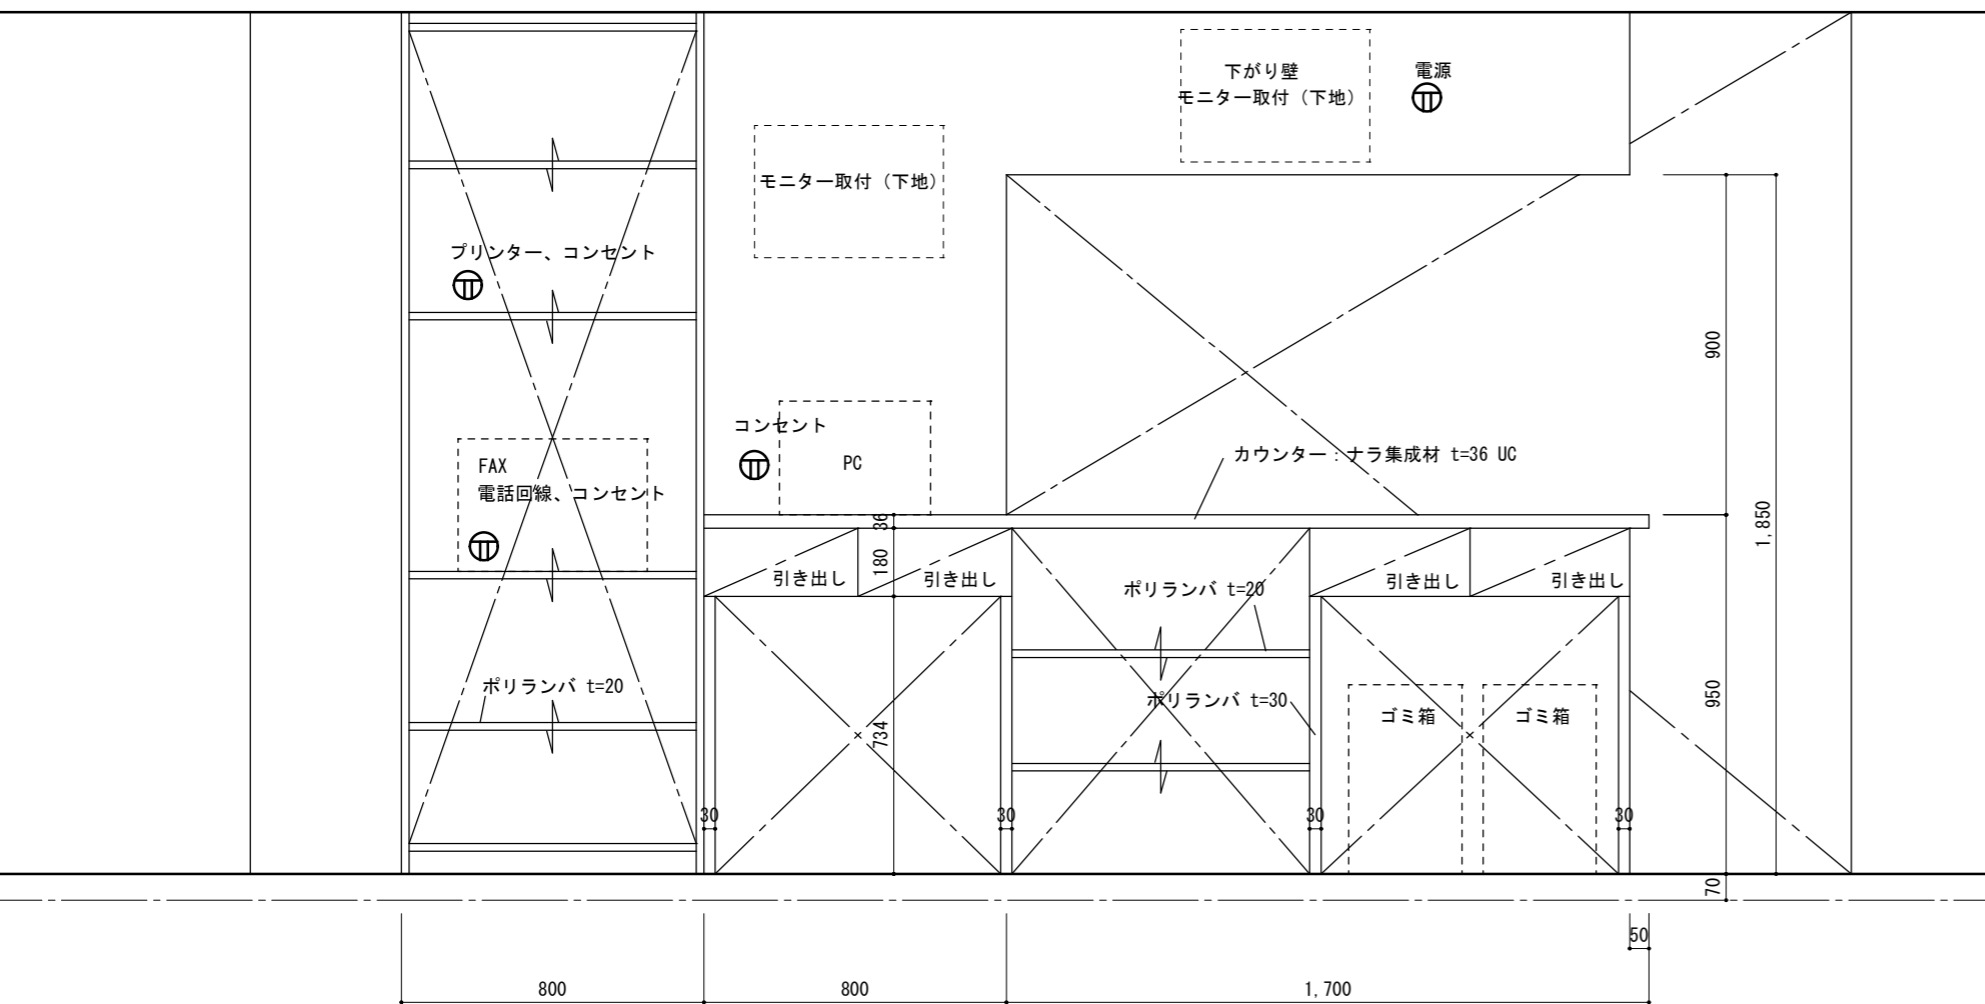 下がり壁
モニター取付（下地）
電源
モニター取付（下地）
プリンター、コンセント
コンセント
PC
FAX
電話回線、コンセント
カウンター：ナラ集成材 t=36 UC
900
1,850
36
180
引き出し
引き出し
ポリランバ t=20
引き出し
引き出し
ポリランバ t=20
ポリランバ t=30
734
ゴミ箱
ゴミ箱
950
30
30
30
30
70
50
800
800
1,700